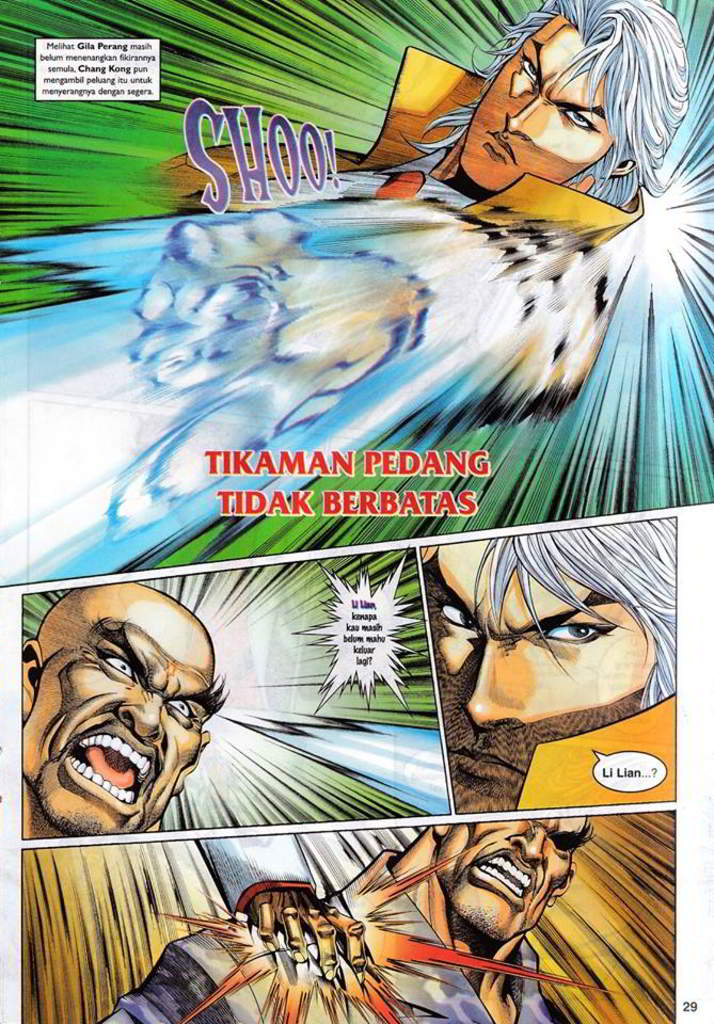 Melihat Gila Perang masih
belum menenangkan fikirannya
semula, Chang Kong pun
mengambil peluang itu untuk
menyerangnya dengan segera.
SHOO!
TIKAMAN PEDANG
TIDAK BERBATAS
Li Lian,
kenapa
kau masih
belum mahu
keluar
lagi?
Li Lian...?
29